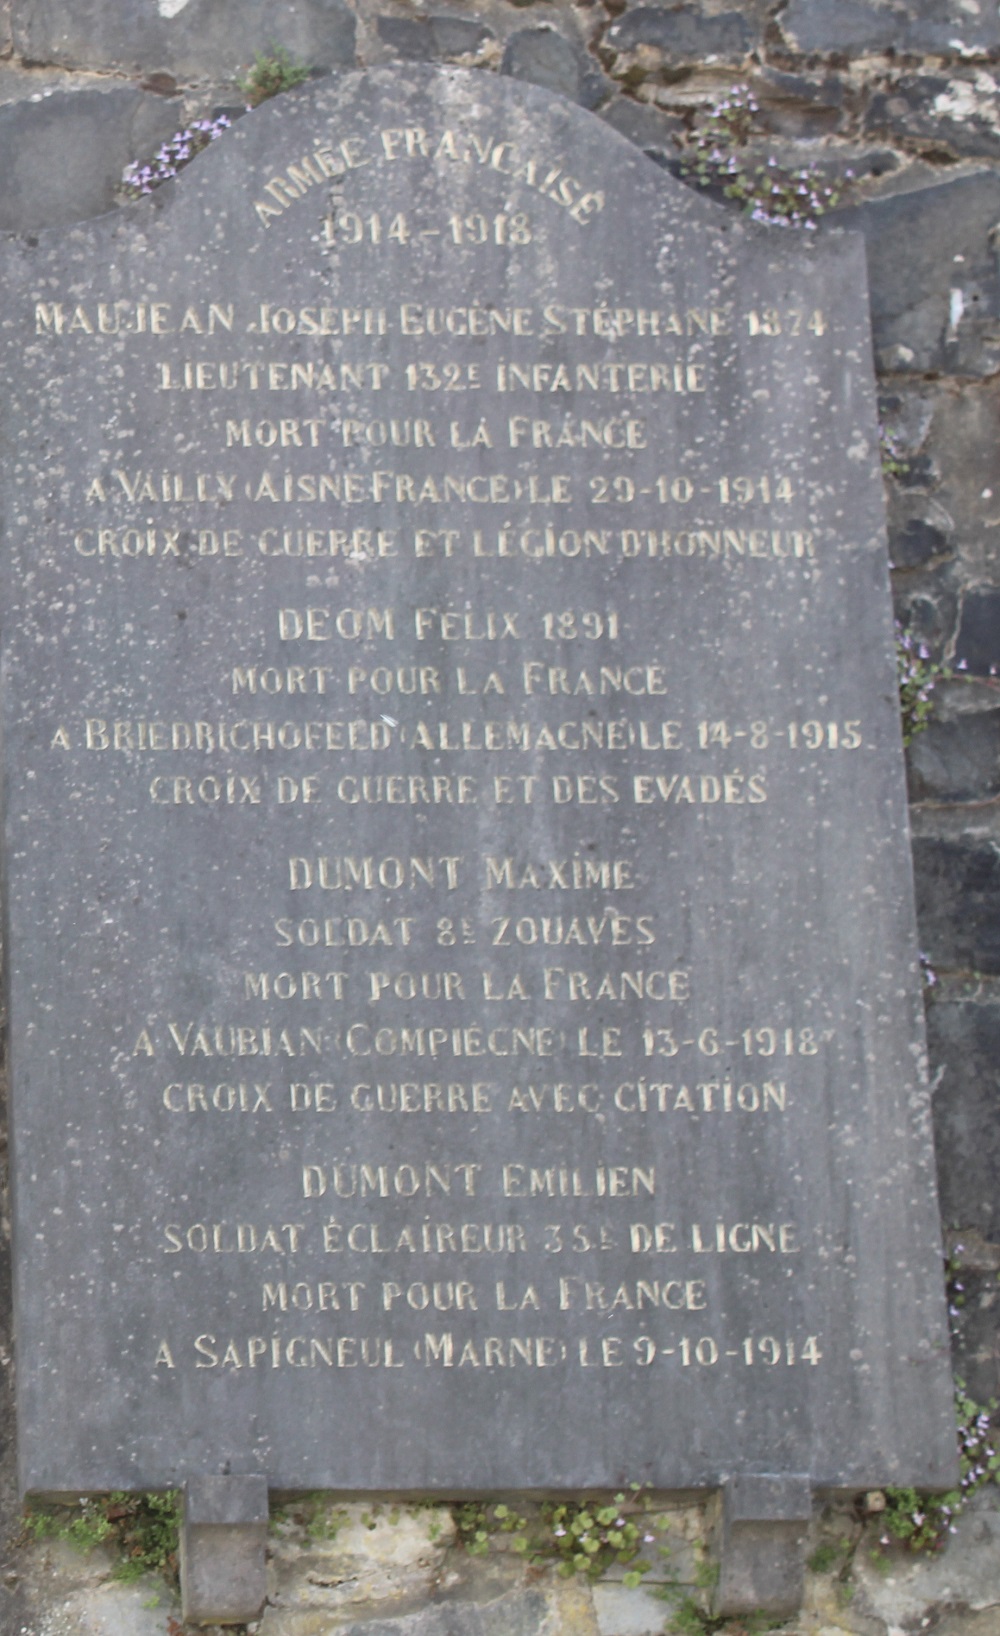 ARMÉE FRANÇAISE
1914-1918
MAUJEAN JOSEPH EUGÈNE STÉPHANE 1874
LIEUTENANT 132E INFANTERIE
MORT POUR LA FRANCE
A VAILLY (AISNE FRANCE) LE 29-10-1914
CROIX DE GUERRE ET LÉGION D'HONNEUR
DEOM FELIX 1891
MORT POUR LA FRANCE
A BRIEDRICHOFEED (ALLEMAGNE) LE 14-8-1915
CROIX DE GUERRE ET DES EVADÉS
DUMONT MAXIME
SOLDAT 8E ZOUAVES
MORT POUR LA FRANCE
A VAUBIAN (COMPIÉGNE) LE 13-6-1918
CROIX DE GUERRE AVEC CITATION
DUMONT EMILIEN
SOLDAT ÉCLAIREUR DE LIGNE
MORT POUR LA FRANCE
A SAPIGNEUL (MARNE) LE 9-10-1914